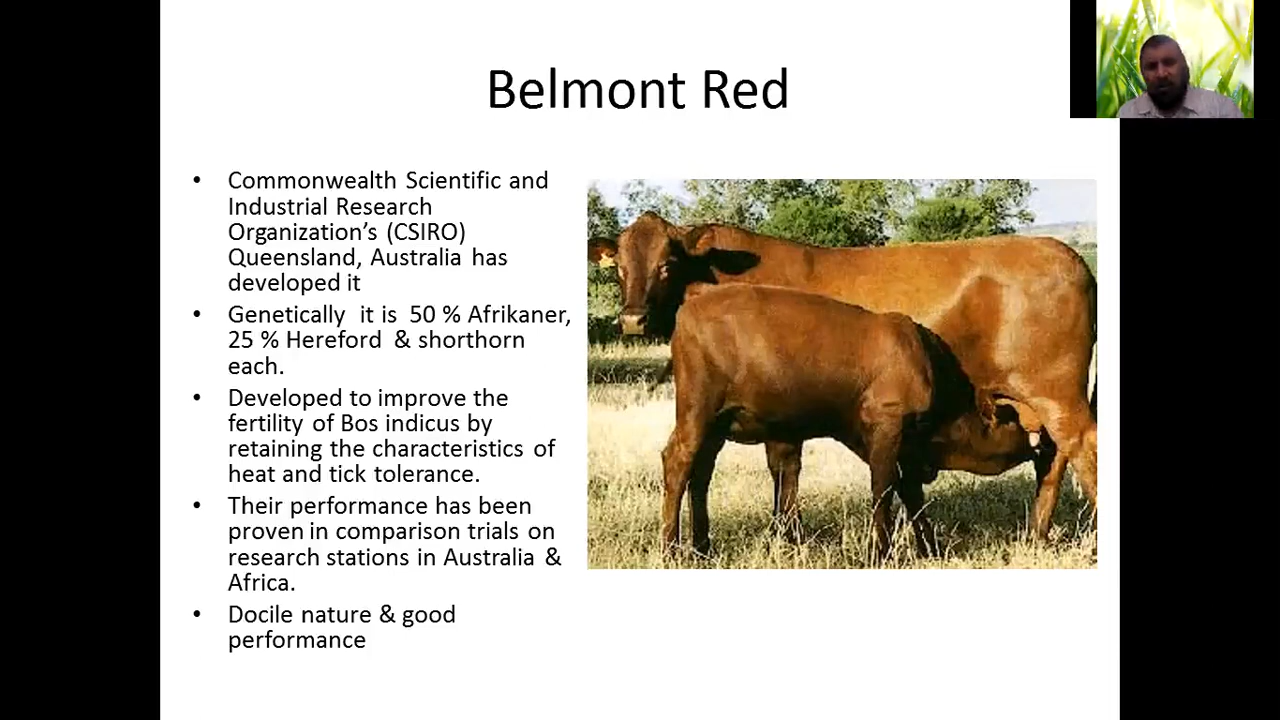 Belmont Red
• Commonwealth Scientific and
Industrial Research
Organization's (CSIRO)
Queensland, Australia has
developed it
• Genetically it is 50 % Afrikaner,
25 % Hereford & shorthorn
each.
• Developed to improve the
fertility of Bos indicus by
retaining the characteristics of
heat and tick tolerance.
• Their performance has been
proven in comparison trials on
research stations in Australia &
Africa.
• Docile nature & good
performance